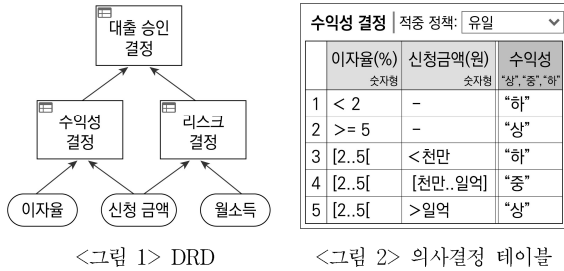 대출 승인
결정
수익성
결정
리스크
결정
이자율
신청 금액
월소득
<그림 1> DRD
수익성 결정 적중 정책: 유일
이자율(%) 신청금액(원) 수익성
숫자형 숫자형 "상", "중", "하"
1 < 2 – "하"
2 >= 5 – "상"
3 [2..5[ <천만 "하"
4 [2..5[ [천만..일억] "중"
5 [2..5[ >일억 "상"
<그림 2> 의사결정 테이블